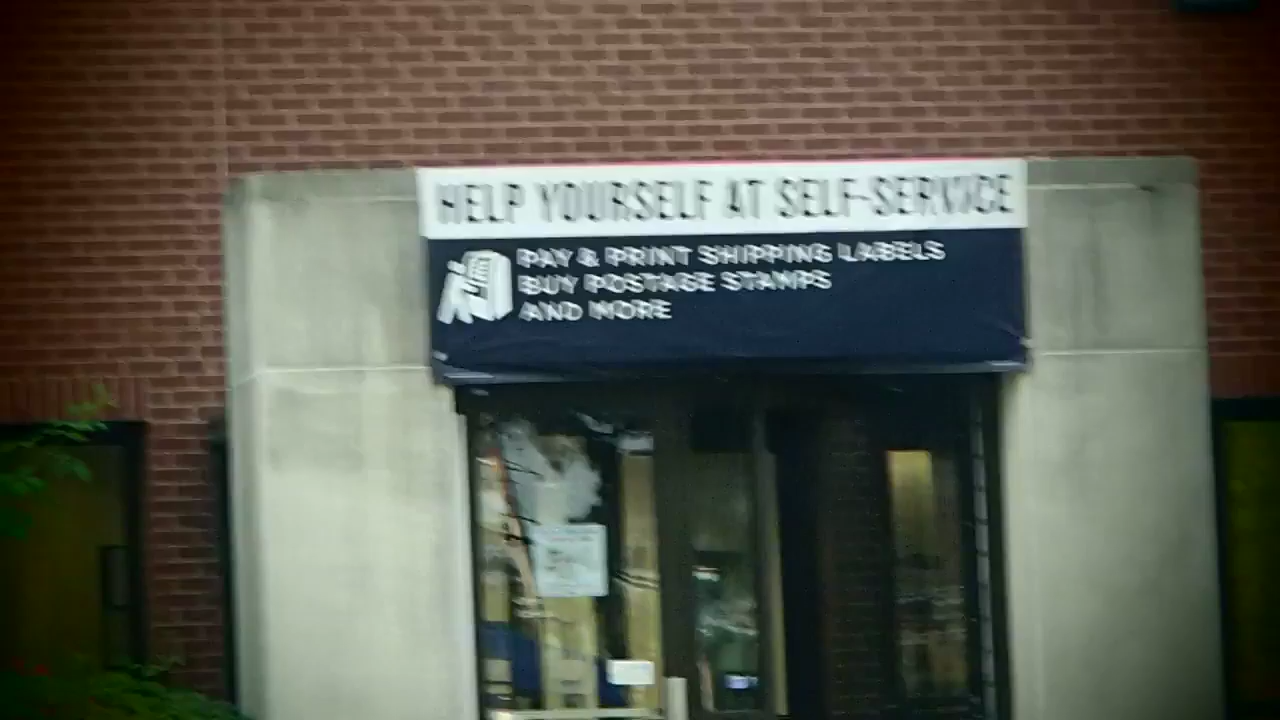 HELP YOURSELF AT SELF-SERVICE
PAY & PRINT SHIPPING LABELS
BUY POSTAGE STAMPS
AND MORE